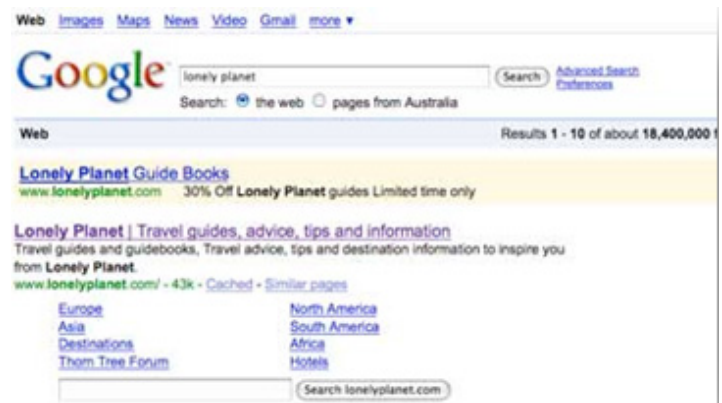 Web Images Maps News Video Gmail more ▼
Google lonely planet Search Advanced Search
Preferences
Search: the web pages from Australia
Web Results 1 - 10 of about 18,400,000 f
Lonely Planet Guide Books
www.lonelyplanet.com 30% Off Lonely Planet guides Limited time only
Lonely Planet | Travel guides, advice, tips and information
Travel guides and guidebooks, Travel advice, tips and destination information to inspire you
from Lonely Planet.
www.lonelyplanet.com/ - 43k - Cached - Similar pages
Europe North America
Asia South America
Destinations Africa
Thorn Tree Forum Hotels
Search lonelyplanet.com